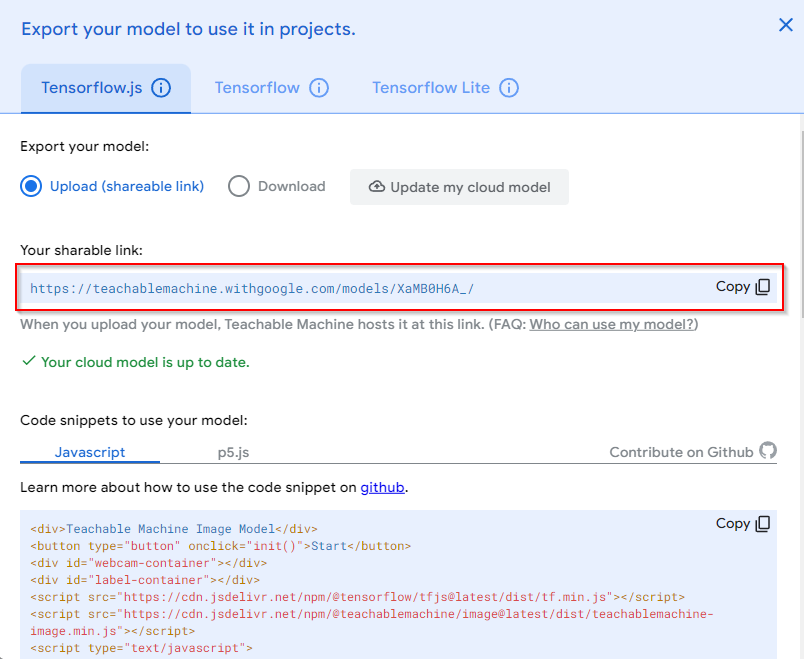 Export your model to use it in projects.
Tensorflow.js Tensorflow Tensorflow Lite
Export your model:
Upload (shareable link) Download Update my cloud model
Your sharable link:
https://teachablemachine.withgoogle.com/models/XaMB0H6A_/ Copy
When you upload your model, Teachable Machine hosts it at this link. (FAQ: Who can use my model?)
Your cloud model is up to date.
Code snippets to use your model:
Javascript p5.js Contribute on Github
Learn more about how to use the code snippet on github.
Copy
<div>Teachable Machine Image Model</div>
<button type="button" onclick="init()">Start</button>
<div id="webcam-container"></div>
<div id="label-container"></div>
<script src="https://cdn.jsdelivr.net/npm/@tensorflow/tfjs@latest/dist/tf.min.js"></script>
<script src="https://cdn.jsdelivr.net/npm/@teachablemachine/image@latest/dist/teachablemachine-
image.min.js"></script>
<script type="text/javascript">